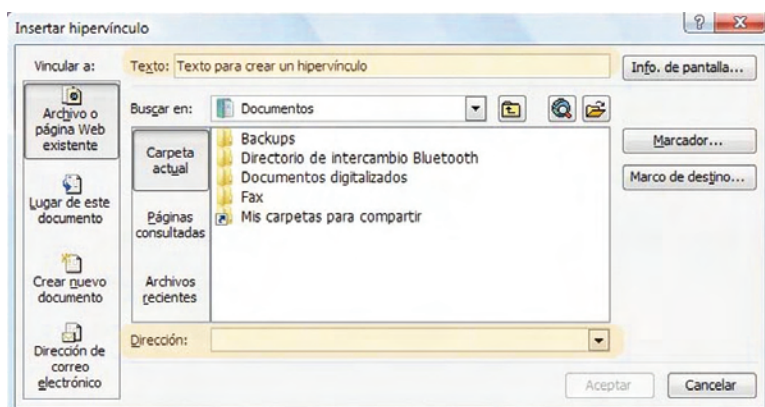 Insertar hipervínculo
?
Vincular a:
Texto: Texto para crear un hipervínculo
Info. de pantalla...
Archivo o
página Web
existente
Buscar en:
Documentos
Carpeta
actual
Backups
Directorio de intercambio Bluetooth
Documentos digitalizados
Fax
Mis carpetas para compartir
Marcador...
Marco de destino...
Lugar de este
documento
Páginas
consultadas
Crear nuevo
documento
Archivos
recientes
Dirección de
correo
electrónico
Dirección:
Aceptar
Cancelar